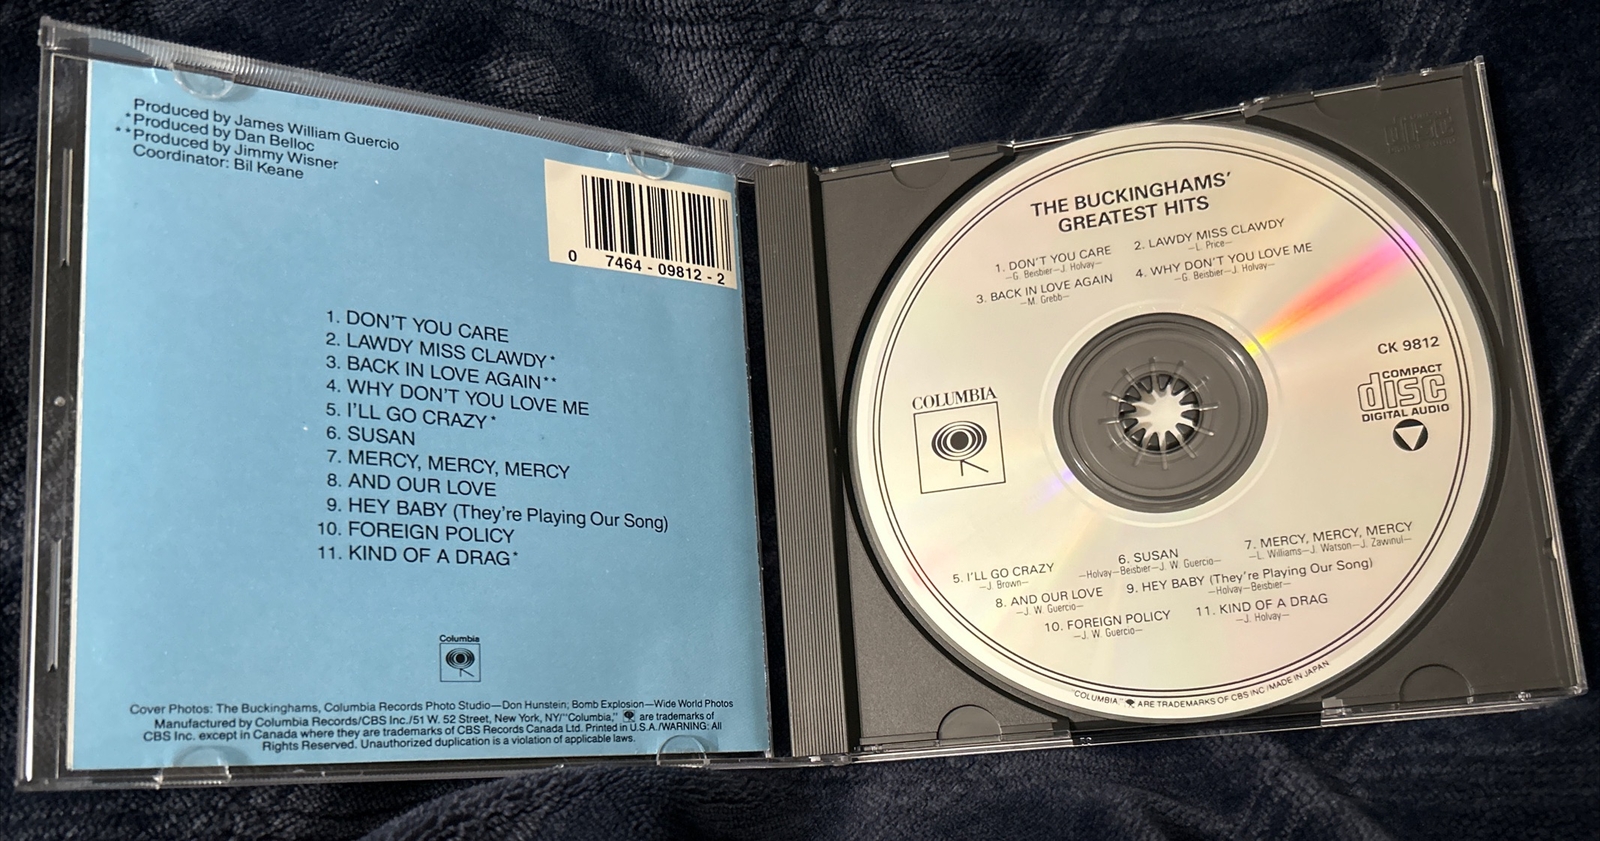 Produced by James William Guercio
*Produced by Dan Belloc
**Produced by Jimmy Wisner
Coordinator: Bil Keane
0 7464 - 09812 - 2
1. DON'T YOU CARE
2. LAWDY MISS CLAWDY*
3. BACK IN LOVE AGAIN**
4. WHY DON'T YOU LOVE ME
5. I'LL GO CRAZY*
6. SUSAN
7. MERCY, MERCY, MERCY
8. AND OUR LOVE
9. HEY BABY (They're Playing Our Song)
10. FOREIGN POLICY
11. KIND OF A DRAG*
Columbia
Cover Photos: The Buckinghams, Columbia Records Photo Studio—Don Hunstein; Bomb Explosion—Wide World Photos
Manufactured by Columbia Records/CBS Inc./51 W. 52 Street, New York, NY/"Columbia," are trademarks of
CBS Inc. except in Canada where they are trademarks of CBS Records Canada Ltd. Printed in U.S.A./WARNING: All
Rights Reserved. Unauthorized duplication is a violation of applicable laws.
THE BUCKINGHAMS'
GREATEST HITS
1. DON'T YOU CARE
—G. Beisbier—J. Holvay—
2. LAWDY MISS CLAWDY
—L. Price—
3. BACK IN LOVE AGAIN
—M. Grebb—
4. WHY DON'T YOU LOVE ME
—G. Beisbier—J. Holvay—
CK 9812
COMPACT
disc
DIGITAL AUDIO
COLUMBIA
5. I'LL GO CRAZY
—J. Brown—
6. SUSAN
—Holvay—Beisbier—J. W. Guercio—
7. MERCY, MERCY, MERCY
—L. Williams—J. Watson—J. Zawinul—
8. AND OUR LOVE
—J. W. Guercio—
9. HEY BABY (They're Playing Our Song)
—Holvay—Beisbier—
10. FOREIGN POLICY
—J. W. Guercio—
11. KIND OF A DRAG
—J. Holvay—
"COLUMBIA," ARE TRADEMARKS OF CBS INC./MADE IN JAPAN
disc